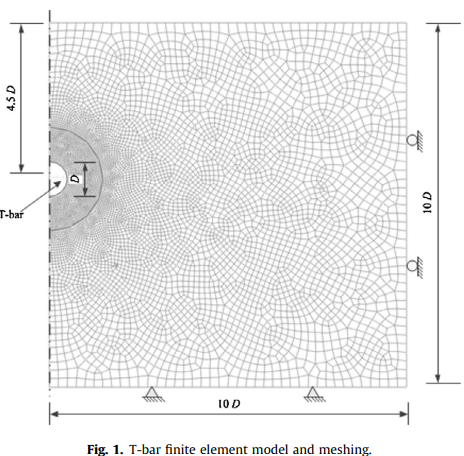 4.5 D
D
T-bar
10 D
10 D
Fig. 1. T-bar finite element model and meshing.